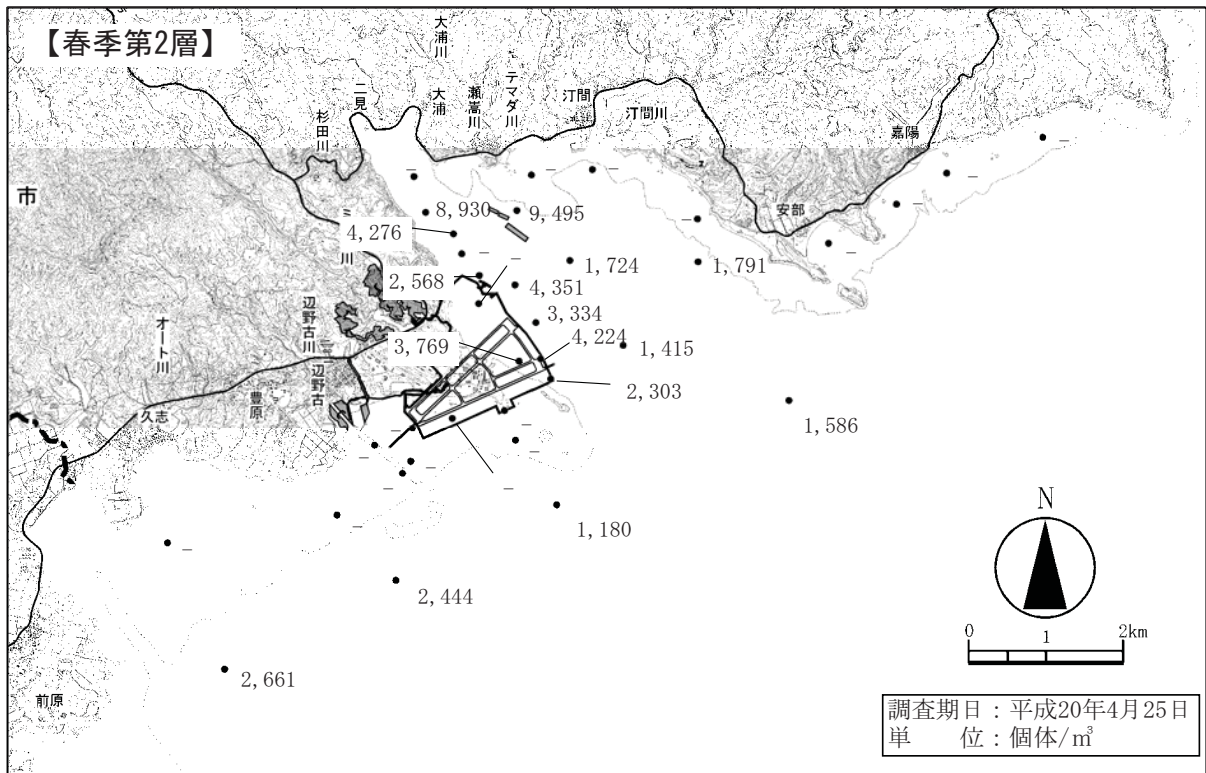 【春季第2層】
大浦川
テマダ川
瀬嵩川
大浦
二見
杉田川
汀間
汀間川
嘉陽
安部
市
8,930
9,495
4,276
1,724
1,791
2,568
4,351
3,334
4,224
3,769
1,415
2,303
1,586
辺野古川
辺野古
オート川
豊原
久志
1,180
2,444
2,661
前原
N
0 1 2km
調査期日：平成20年4月25日
単　　位：個体/㎥